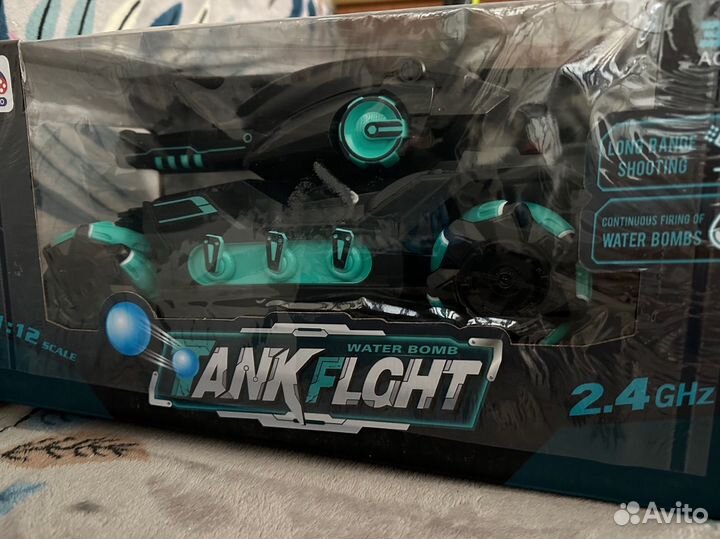 LONG RANGE
SHOOTING
CONTINUOUS FIRING OF
WATER BOMBS
1:12 SCALE
WATER BOMB
TANK FLGHT
2.4 GHz
Avito